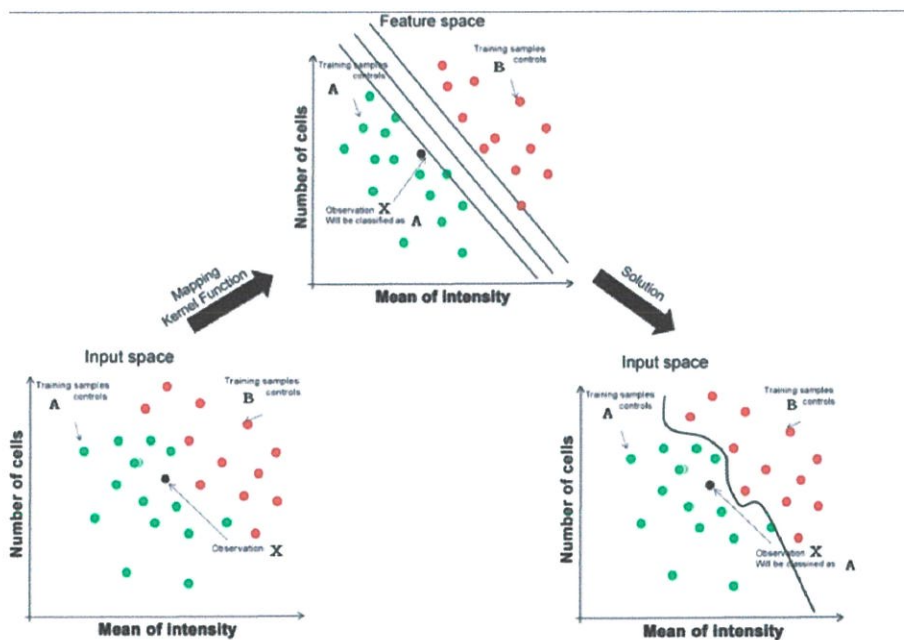 Feature space
Training samples
controls
A
Training samples
controls
B
Number of cells
Observation X
Will be classified as A
Mean of intensity
Mapping
Kernel Function
Solution
Input space
Training samples
controls
A
Training samples
controls
B
Number of cells
Observation X
Mean of intensity
Input space
Training samples
controls
A
Training samples
controls
B
Number of cells
Observation X
Will be classified as A
Mean of intensity